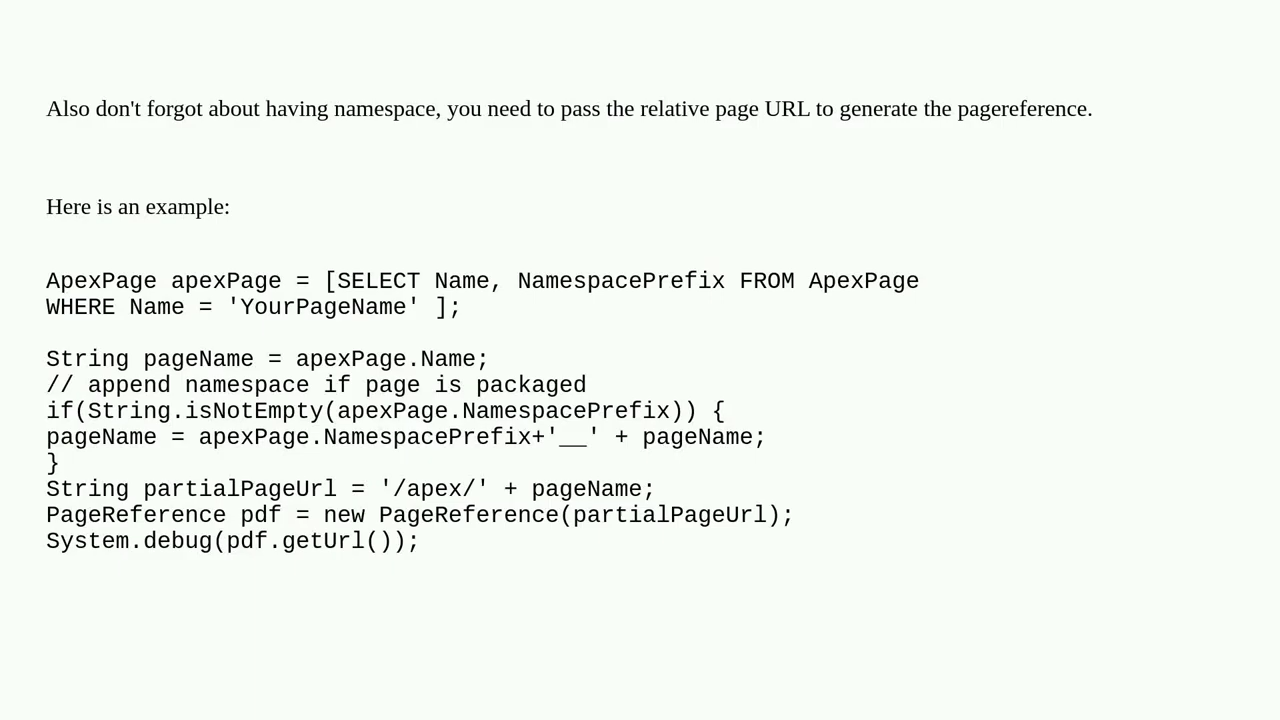 Also don't forgot about having namespace, you need to pass the relative page URL to generate the pagereference.
Here is an example:
ApexPage apexPage = [SELECT Name, NamespacePrefix FROM ApexPage
WHERE Name = 'YourPageName' ];
String pageName = apexPage.Name;
// append namespace if page is packaged
if(String.isNotEmpty(apexPage.NamespacePrefix)) {
pageName = apexPage.NamespacePrefix+'__' + pageName;
}
String partialPageUrl = '/apex/' + pageName;
PageReference pdf = new PageReference(partialPageUrl);
System.debug(pdf.getUrl());